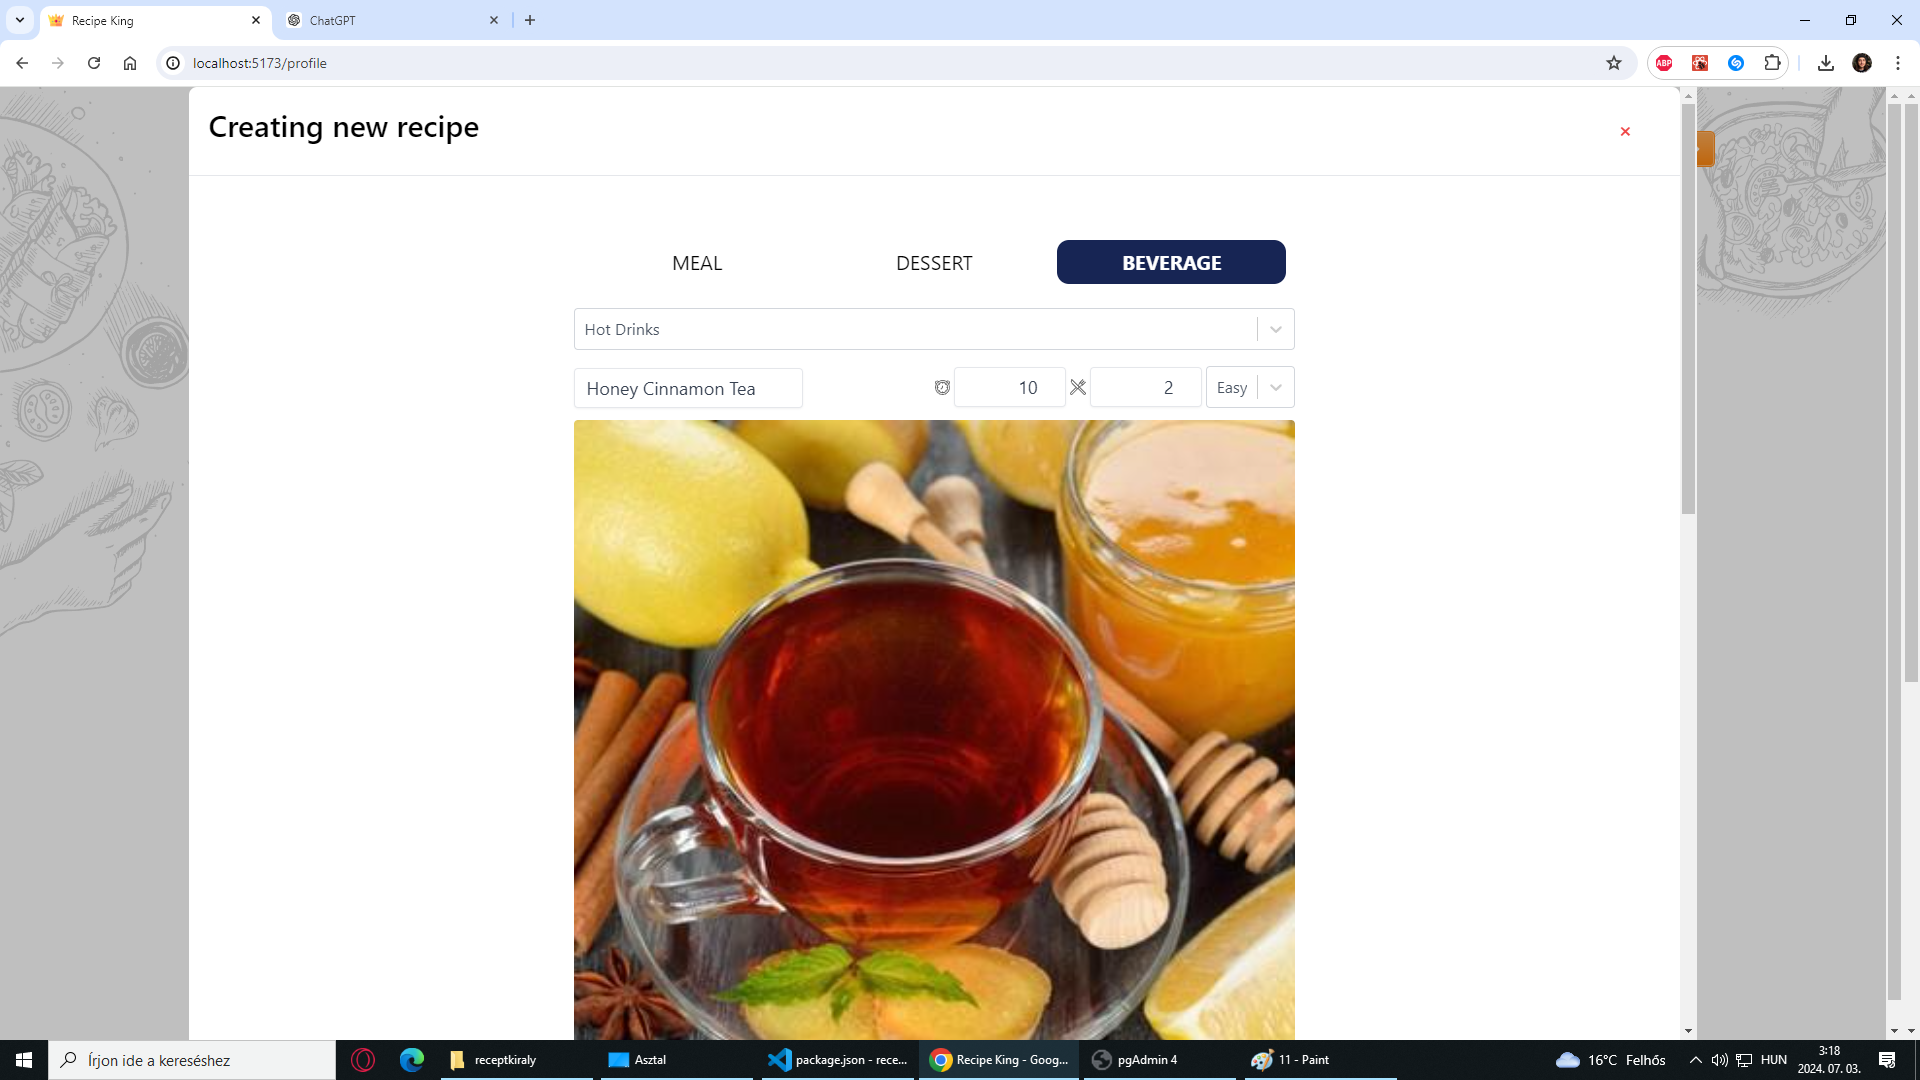 Recipe King
ChatGPT
localhost:5173/profile
ABP
Creating new recipe
MEAL DESSERT BEVERAGE
Hot Drinks
Honey Cinnamon Tea 10 2 Easy
Írjon ide a kereséshez
receptkiraly
Asztal
package.json - rece...
Recipe King - Goog...
pgAdmin 4
11 - Paint
16°C Felhős
HUN
3:18
2024. 07. 03.